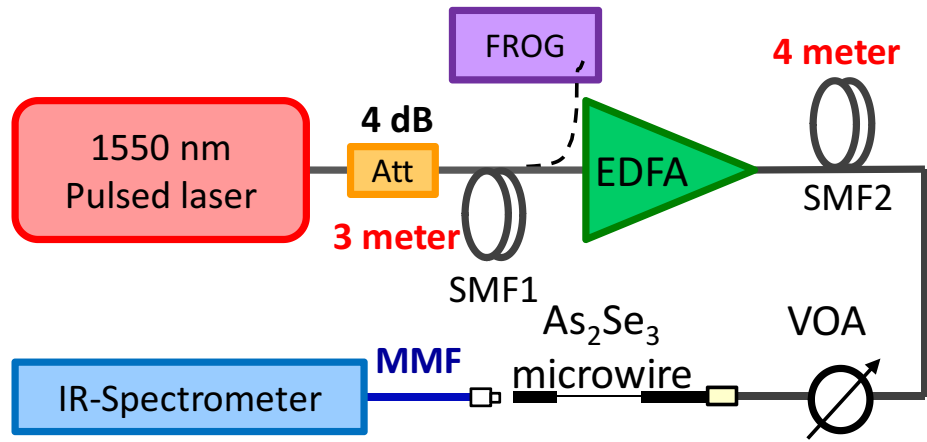 FROG
4 meter
4 dB
1550 nm
Pulsed laser
Att
EDFA
SMF2
3 meter
SMF1
As₂Se₃
microwire
VOA
MMF
IR-Spectrometer